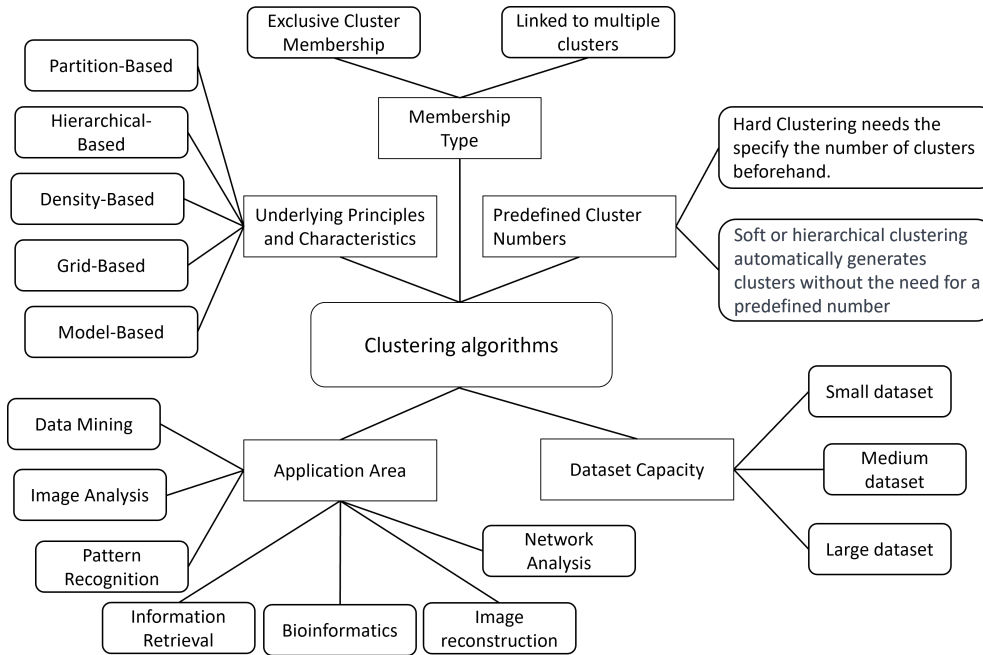 Exclusive Cluster
Membership
Linked to multiple
clusters
Partition-Based
Hierarchical-
Based
Density-Based
Grid-Based
Model-Based
Membership
Type
Underlying Principles
and Characteristics
Predefined Cluster
Numbers
Hard Clustering needs the
specify the number of clusters
beforehand.
Soft or hierarchical clustering
automatically generates
clusters without the need for a
predefined number
Clustering algorithms
Data Mining
Image Analysis
Pattern
Recognition
Application Area
Dataset Capacity
Small dataset
Medium
dataset
Large dataset
Network
Analysis
Information
Retrieval
Bioinformatics
Image
reconstruction